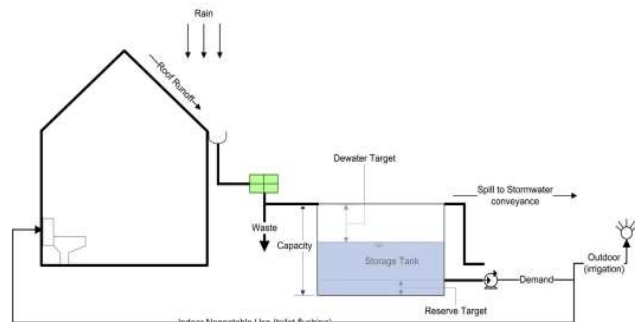 Rain
Roof Runoff
Dewater Target
Spill to Stormwater
conveyance
Waste
Capacity
Storage Tank
Outdoor
(irrigation)
Demand
Reserve Target
Indoor Nonpotable Use (toilet flushing)